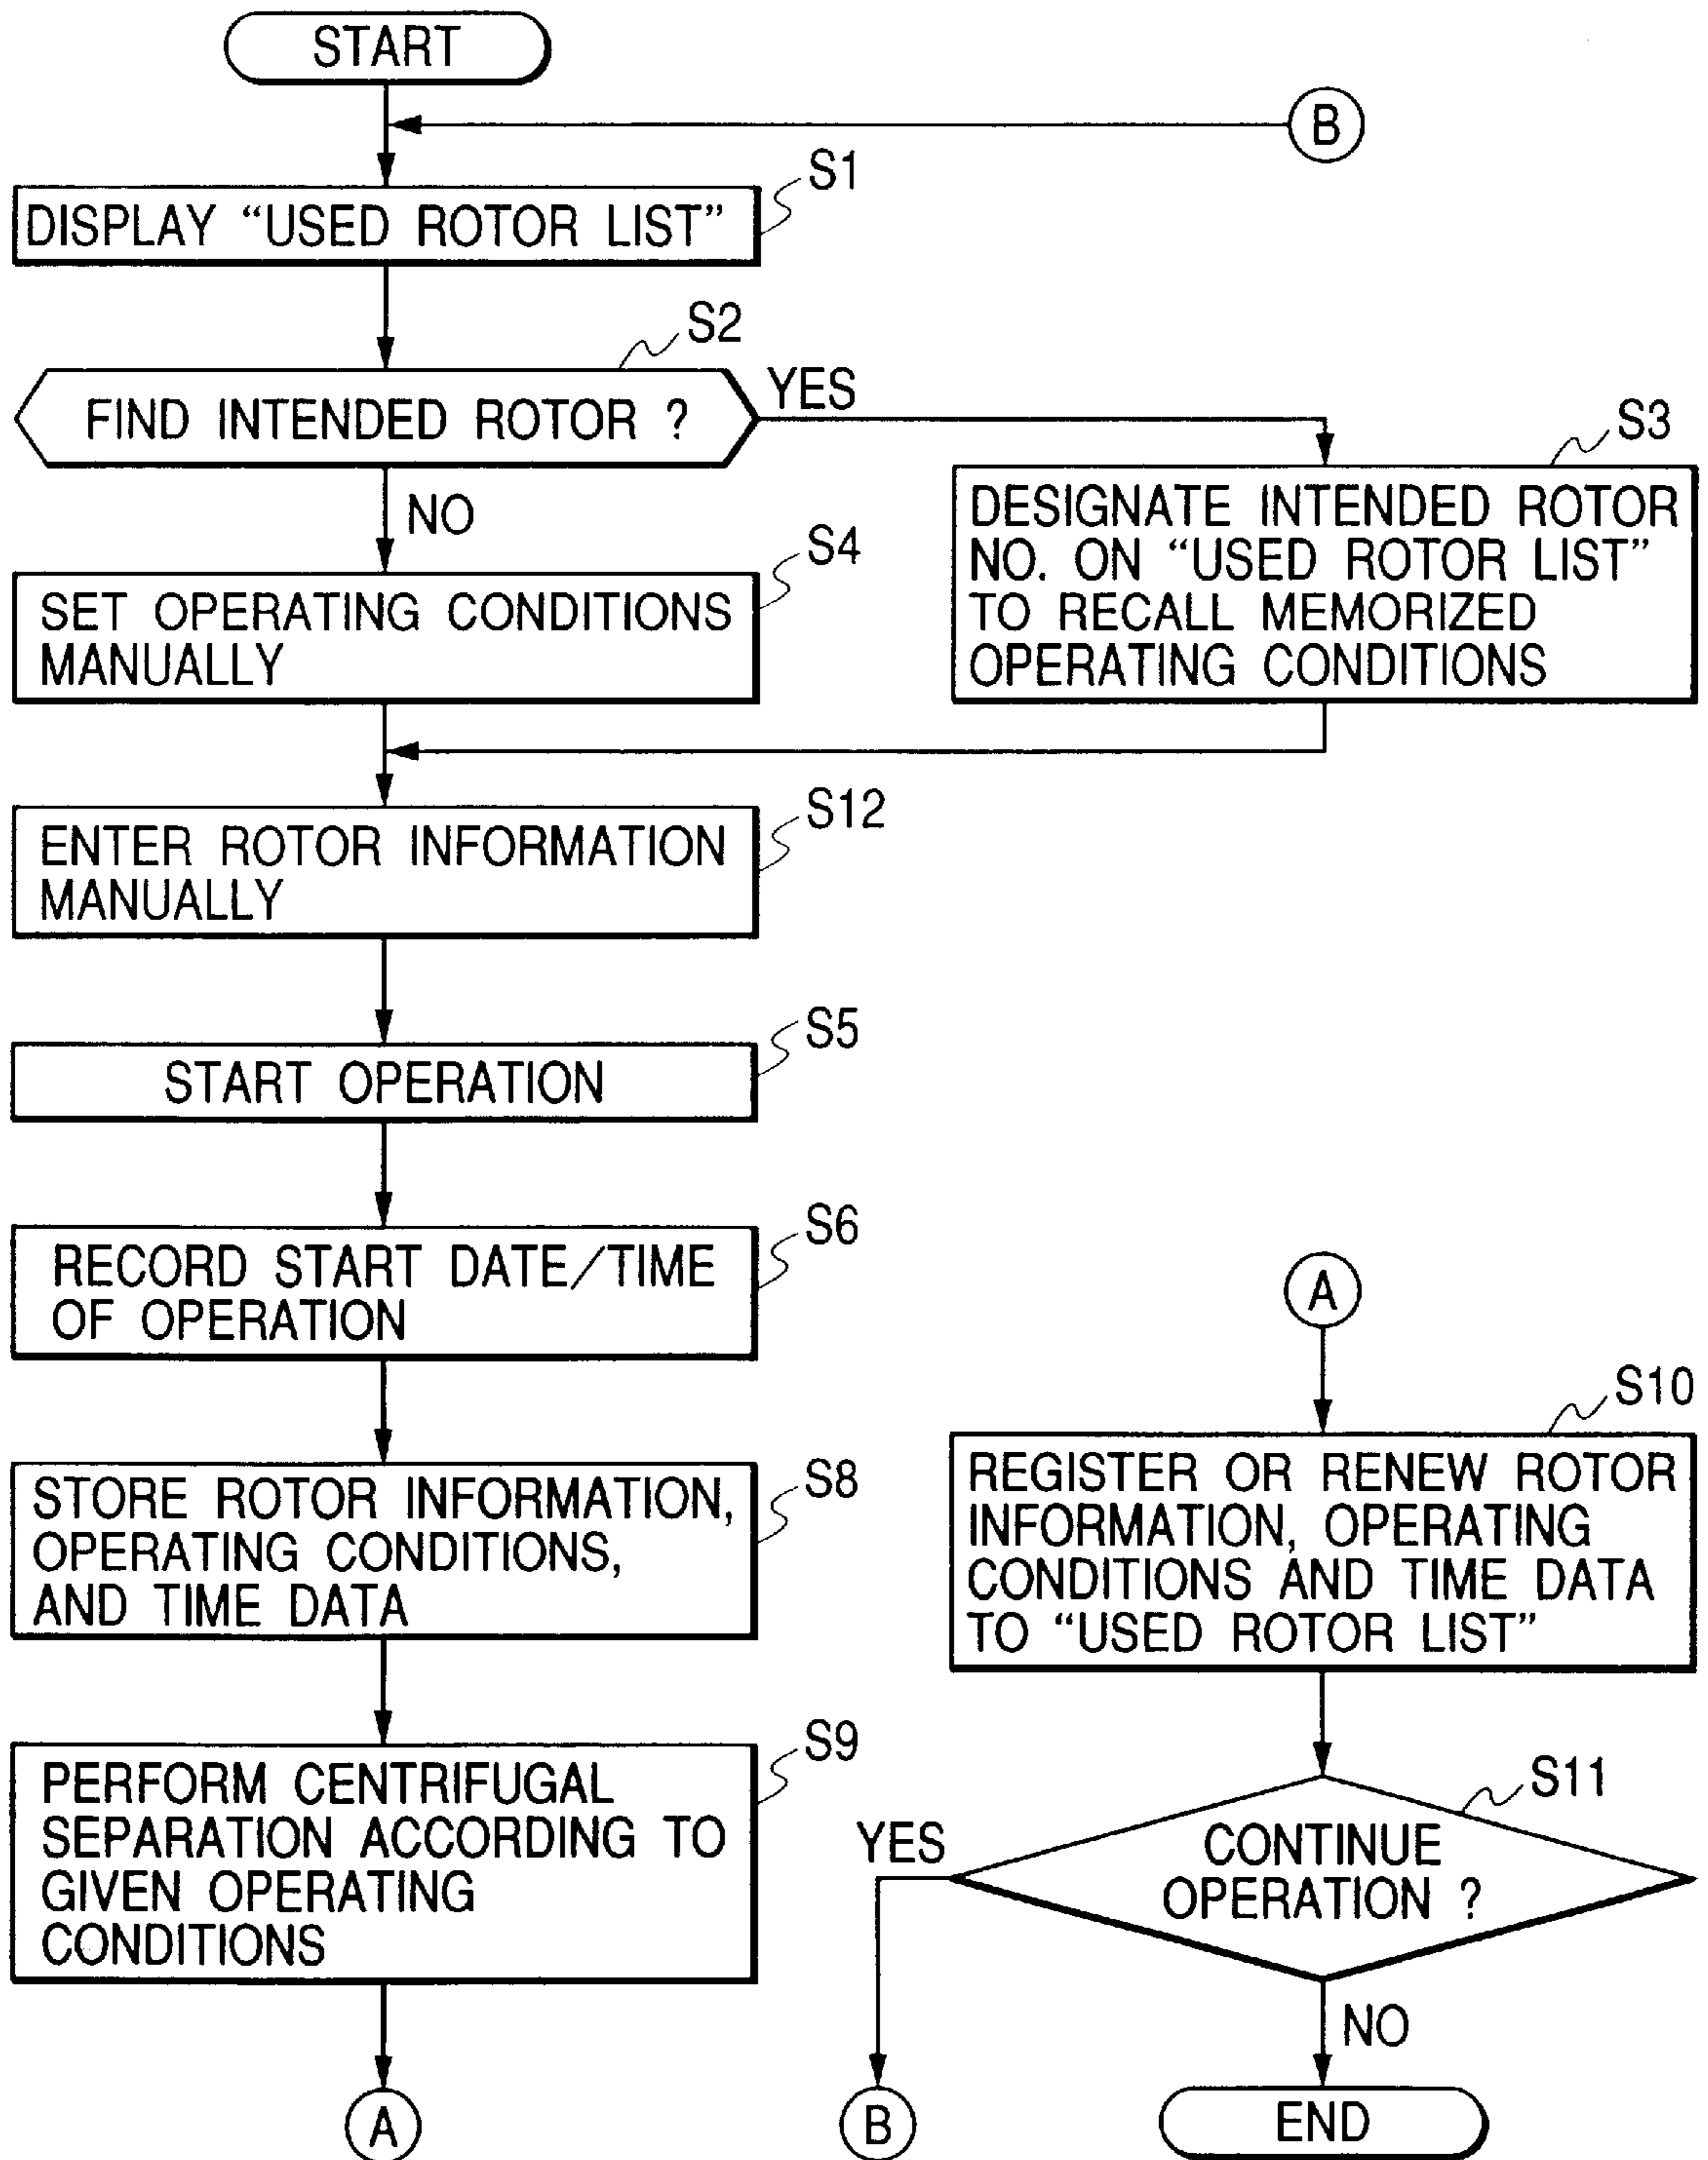 START
B
S1
DISPLAY “USED ROTOR LIST”
S2
FIND INTENDED ROTOR ?
YES
NO
S3
DESIGNATE INTENDED ROTOR
NO. ON “USED ROTOR LIST”
TO RECALL MEMORIZED
OPERATING CONDITIONS
S4
SET OPERATING CONDITIONS
MANUALLY
S12
ENTER ROTOR INFORMATION
MANUALLY
S5
START OPERATION
S6
RECORD START DATE/TIME
OF OPERATION
S8
STORE ROTOR INFORMATION,
OPERATING CONDITIONS,
AND TIME DATA
S9
PERFORM CENTRIFUGAL
SEPARATION ACCORDING TO
GIVEN OPERATING
CONDITIONS
A
A
S10
REGISTER OR RENEW ROTOR
INFORMATION, OPERATING
CONDITIONS AND TIME DATA
TO “USED ROTOR LIST”
S11
CONTINUE
OPERATION ?
YES
B
NO
END